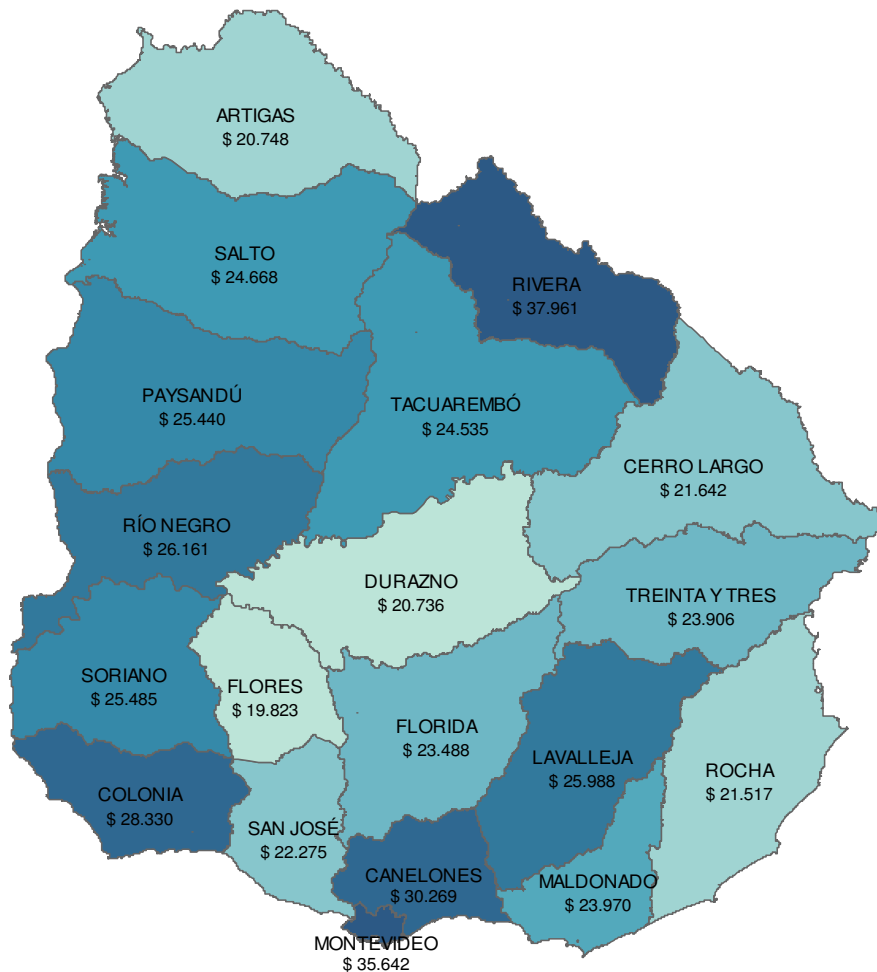 ARTIGAS
$ 20.748
SALTO
$ 24.668
RIVERA
$ 37.961
PAYSANDÚ
$ 25.440
TACUAREMBÓ
$ 24.535
CERRO LARGO
$ 21.642
RÍO NEGRO
$ 26.161
DURAZNO
$ 20.736
TREINTA Y TRES
$ 23.906
SORIANO
$ 25.485
FLORES
$ 19.823
FLORIDA
$ 23.488
LAVALLEJA
$ 25.988
ROCHA
$ 21.517
COLONIA
$ 28.330
SAN JOSÉ
$ 22.275
CANELONES
$ 30.269
MALDONADO
$ 23.970
MONTEVIDEO
$ 35.642